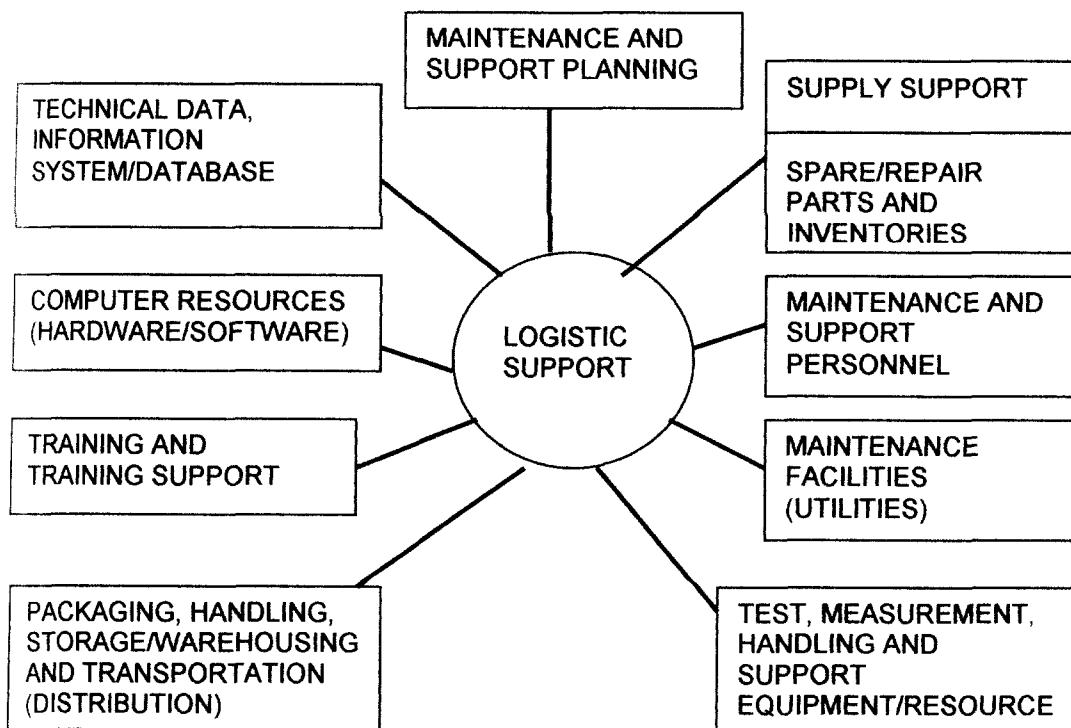 MAINTENANCE AND
SUPPORT PLANNING
SUPPLY SUPPORT
SPARE/REPAIR
PARTS AND
INVENTORIES
TECHNICAL DATA,
INFORMATION
SYSTEM/DATABASE
COMPUTER RESOURCES
(HARDWARE/SOFTWARE)
LOGISTIC
SUPPORT
MAINTENANCE AND
SUPPORT
PERSONNEL
TRAINING AND
TRAINING SUPPORT
MAINTENANCE
FACILITIES
(UTILITIES)
PACKAGING, HANDLING,
STORAGE/WAREHOUSING
AND TRANSPORTATION
(DISTRIBUTION)
TEST, MEASUREMENT,
HANDLING AND
SUPPORT
EQUIPMENT/RESOURCE